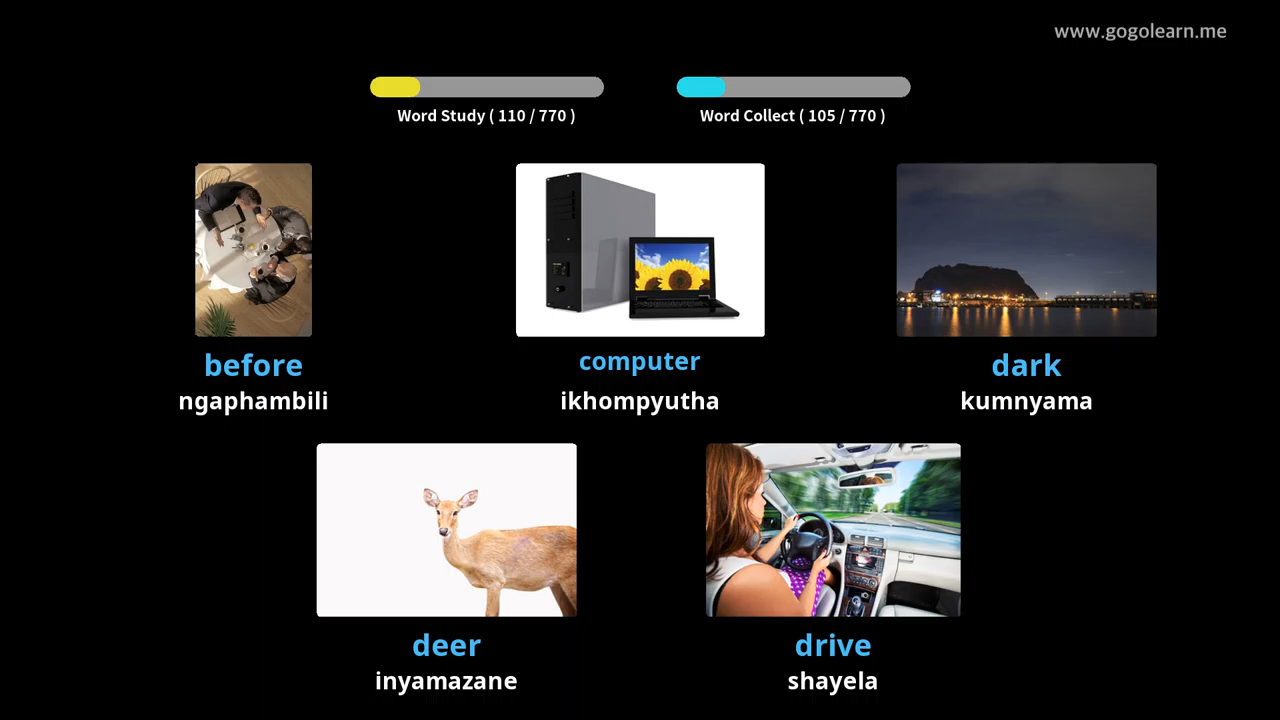 www.gogolearn.me
Word Study ( 110 / 770 )
Word Collect ( 105 / 770 )
before
ngaphambili
computer
ikhompyutha
dark
kumnyama
deer
inyamazane
drive
shayela